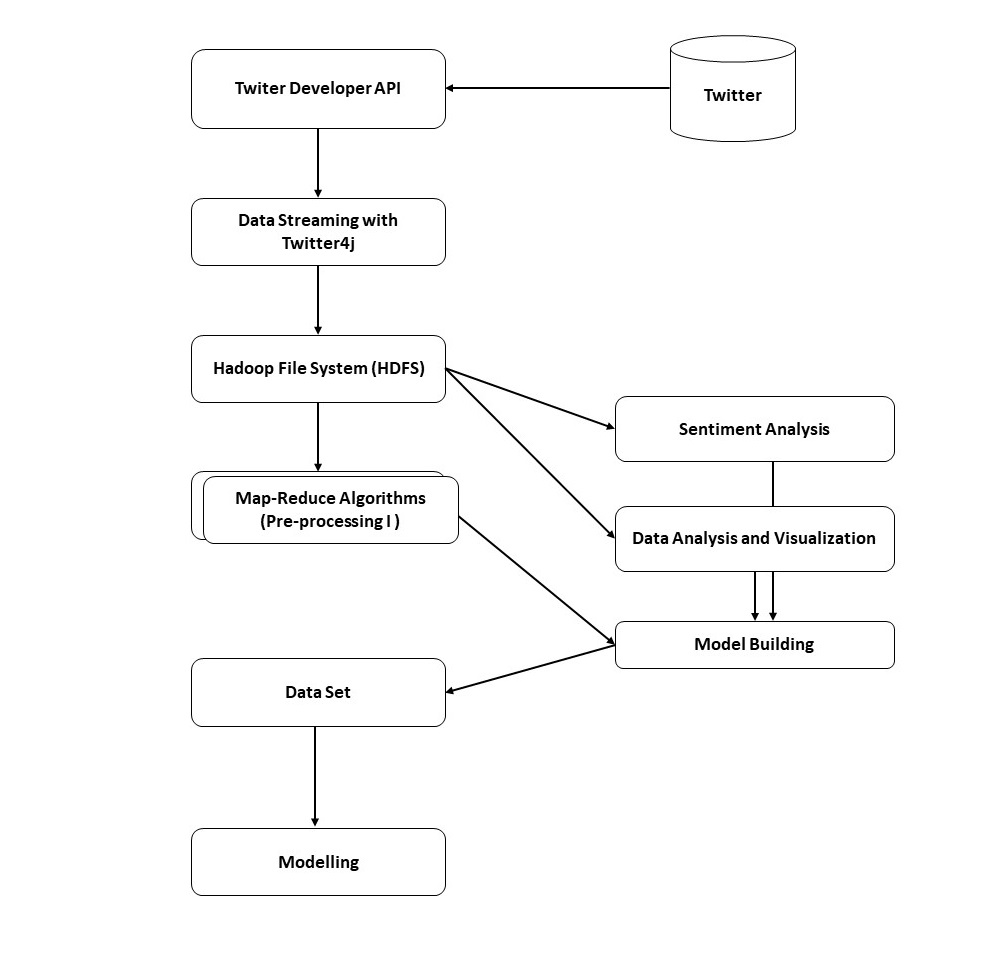 Twiter Developer API
Twitter
Data Streaming with
Twitter4j
Hadoop File System (HDFS)
Sentiment Analysis
Map-Reduce Algorithms
(Pre-processing I )
Data Analysis and Visualization
Model Building
Data Set
Modelling